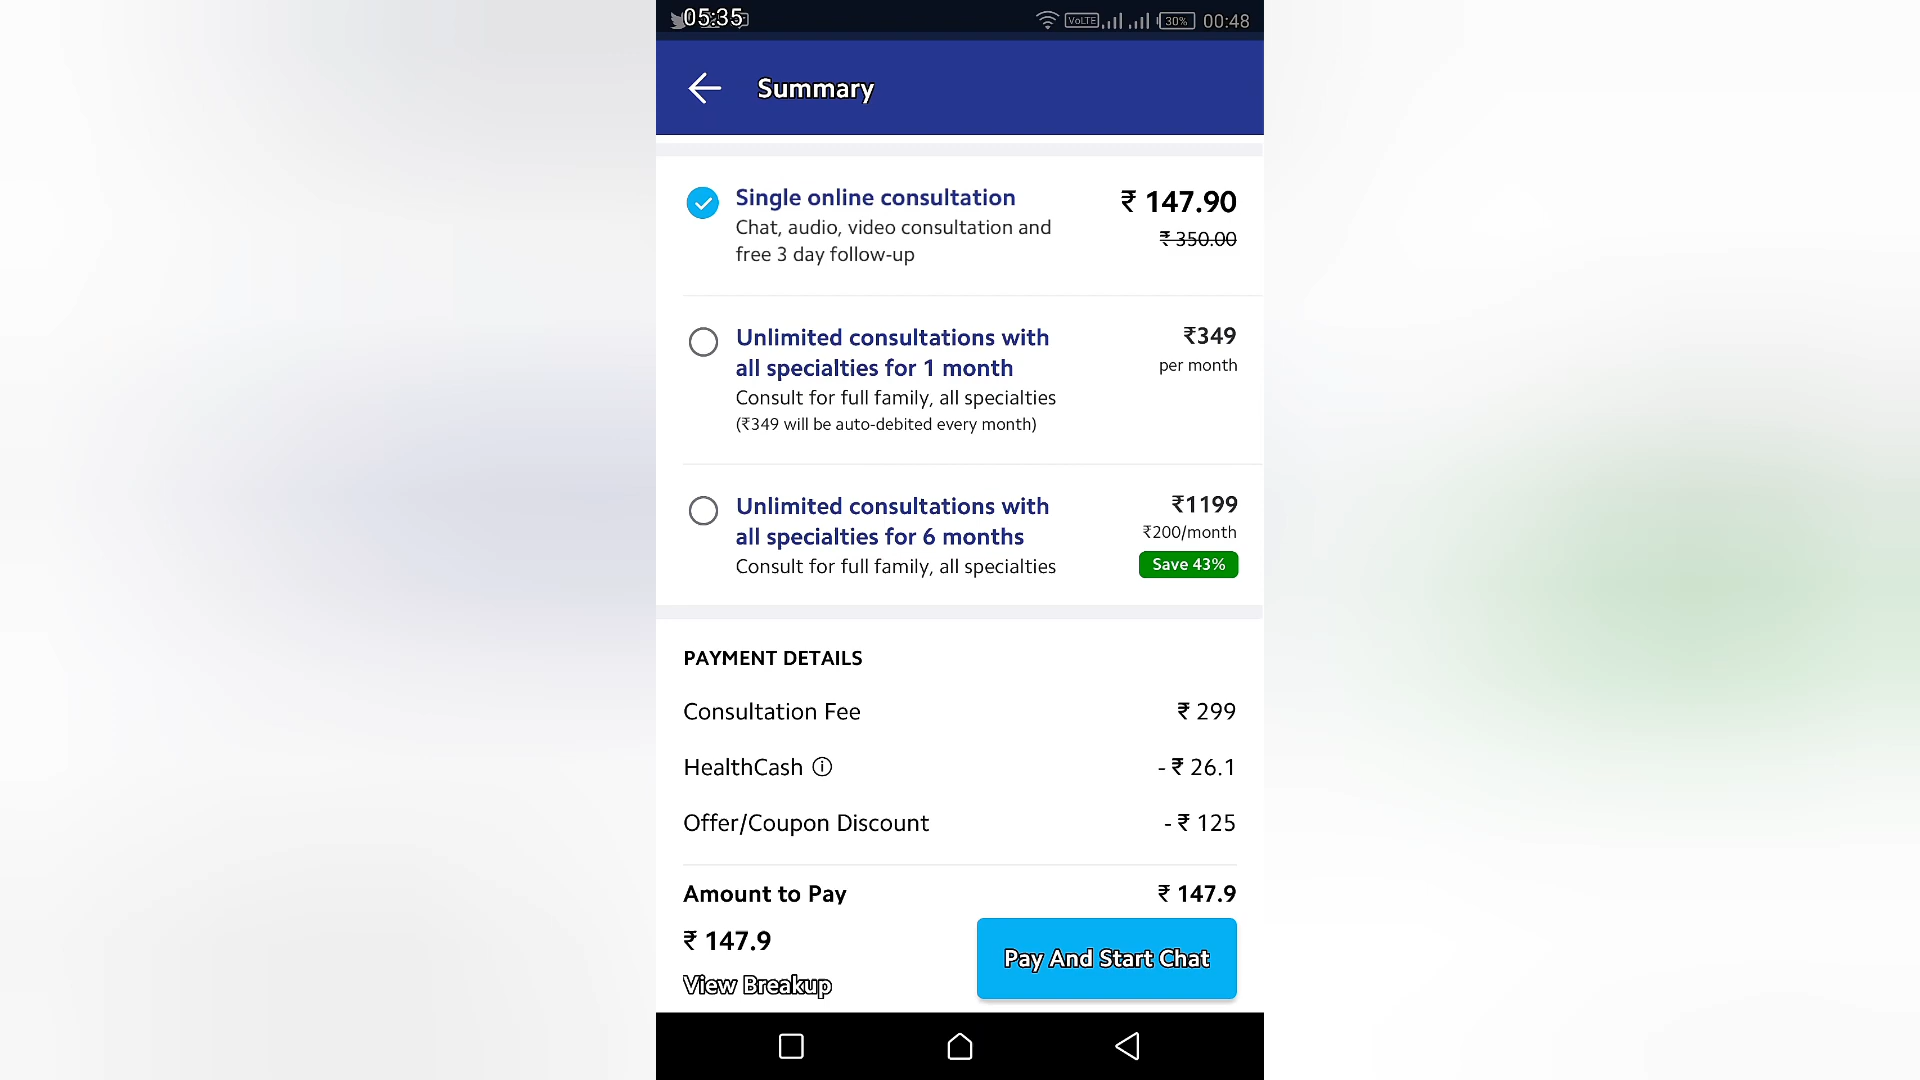 05:35
VoLTE 30% 00:48
Summary
Single online consultation
₹ 147.90
Chat, audio, video consultation and
₹ 350.00
free 3 day follow-up
Unlimited consultations with
₹349
all specialties for 1 month
per month
Consult for full family, all specialties
(₹349 will be auto-debited every month)
Unlimited consultations with
₹1199
all specialties for 6 months
₹200/month
Consult for full family, all specialties
Save 43%
PAYMENT DETAILS
Consultation Fee ₹ 299
HealthCash - ₹ 26.1
Offer/Coupon Discount - ₹ 125
Amount to Pay ₹ 147.9
₹ 147.9
Pay And Start Chat
View Breakup